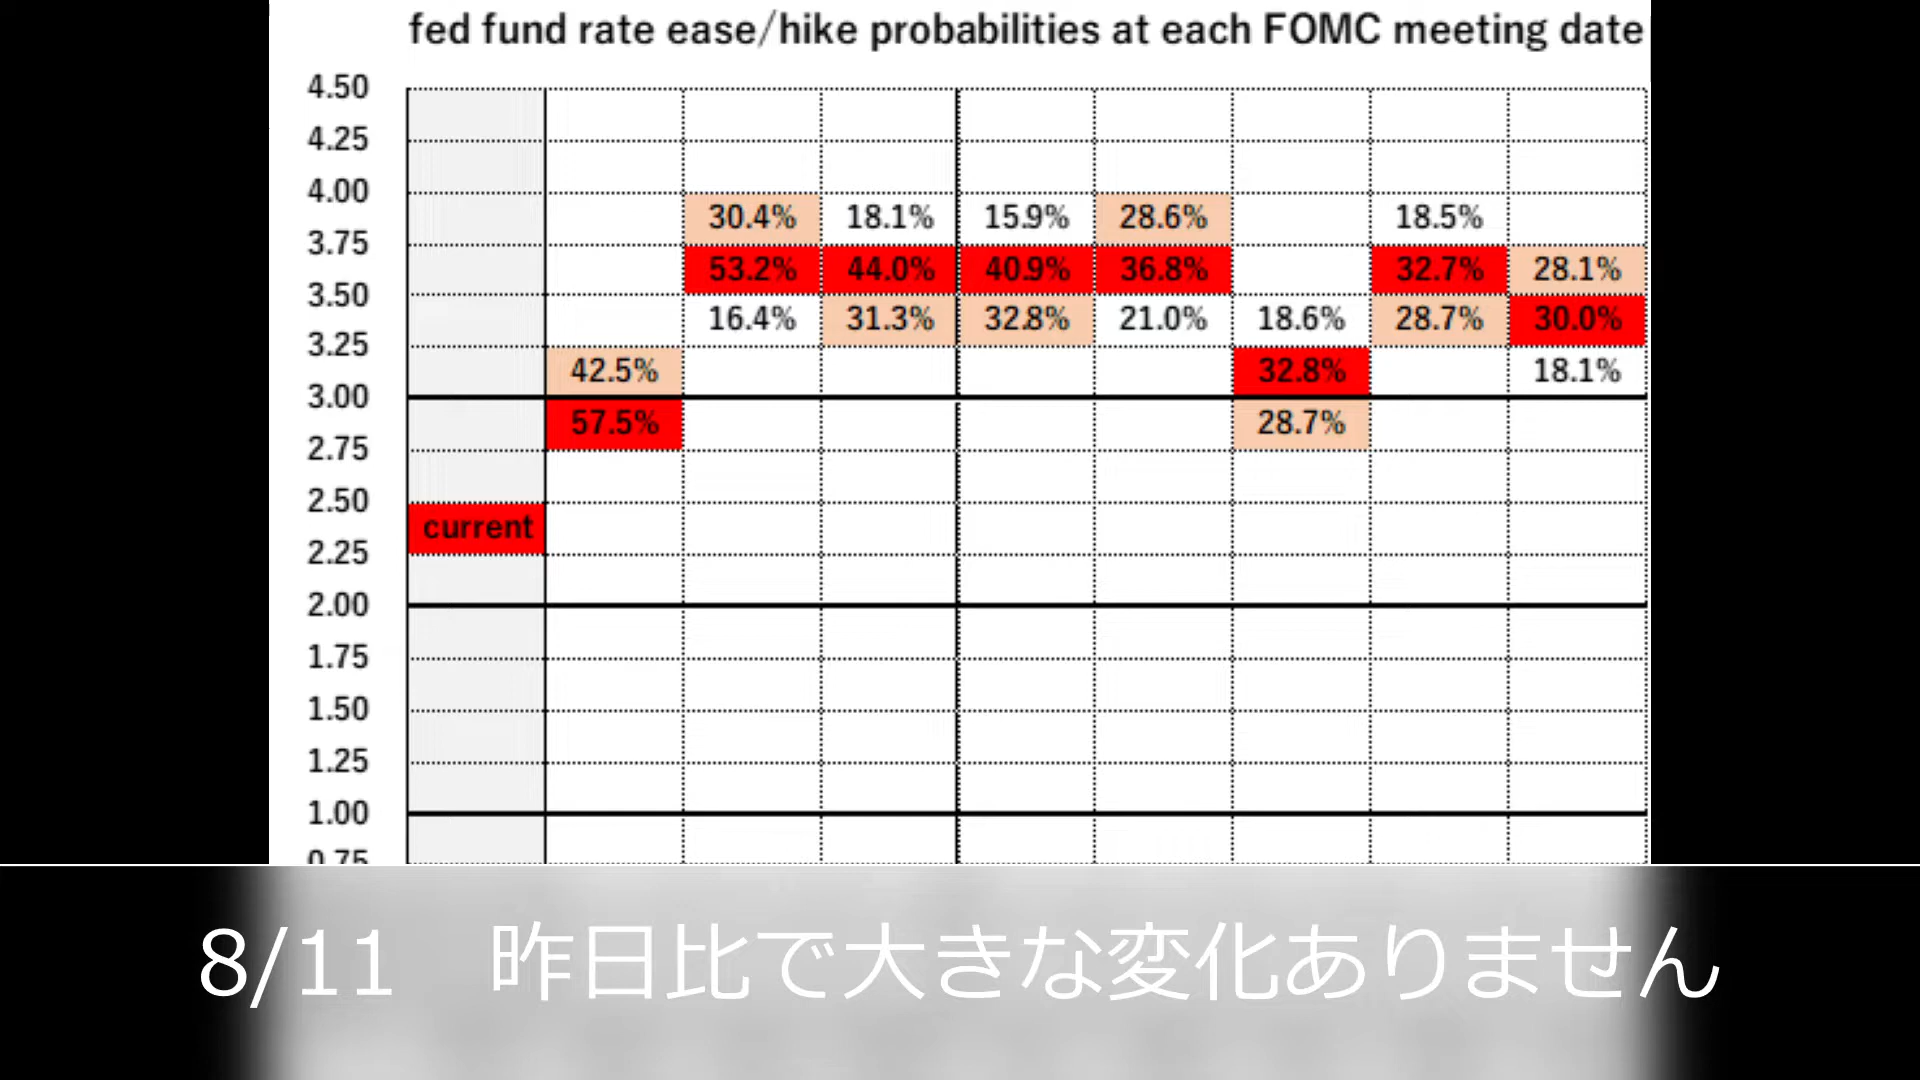 fed fund rate ease/hike probabilities at each FOMC meeting date
4.50
4.25
4.00
30.4% 18.1% 15.9% 28.6% 18.5%
3.75
53.2% 44.0% 40.9% 36.8% 32.7% 28.1%
3.50
16.4% 31.3% 32.8% 21.0% 18.6% 28.7% 30.0%
3.25
42.5% 32.8% 18.1%
3.00
57.5% 28.7%
2.75
2.50
current
2.25
2.00
1.75
1.50
1.25
1.00
0.75
8/11　昨日比で大きな変化ありません